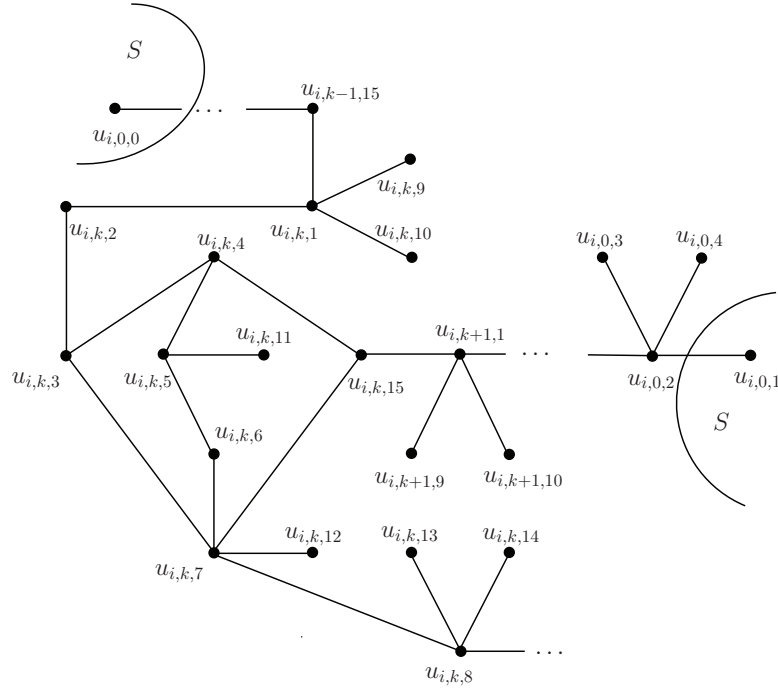 S
… u_{i,k−1,15}
u_{i,0,0}
u_{i,k,9}
u_{i,k,2} u_{i,k,1} u_{i,k,10}
u_{i,k,4} u_{i,0,3} u_{i,0,4}
u_{i,k,11} u_{i,k+1,1}
…
u_{i,k,3} u_{i,k,5} u_{i,k,15} u_{i,0,2} u_{i,0,1}
u_{i,k,6} S
u_{i,k+1,9} u_{i,k+1,10}
u_{i,k,12} u_{i,k,13} u_{i,k,14}
u_{i,k,7}
…
u_{i,k,8}